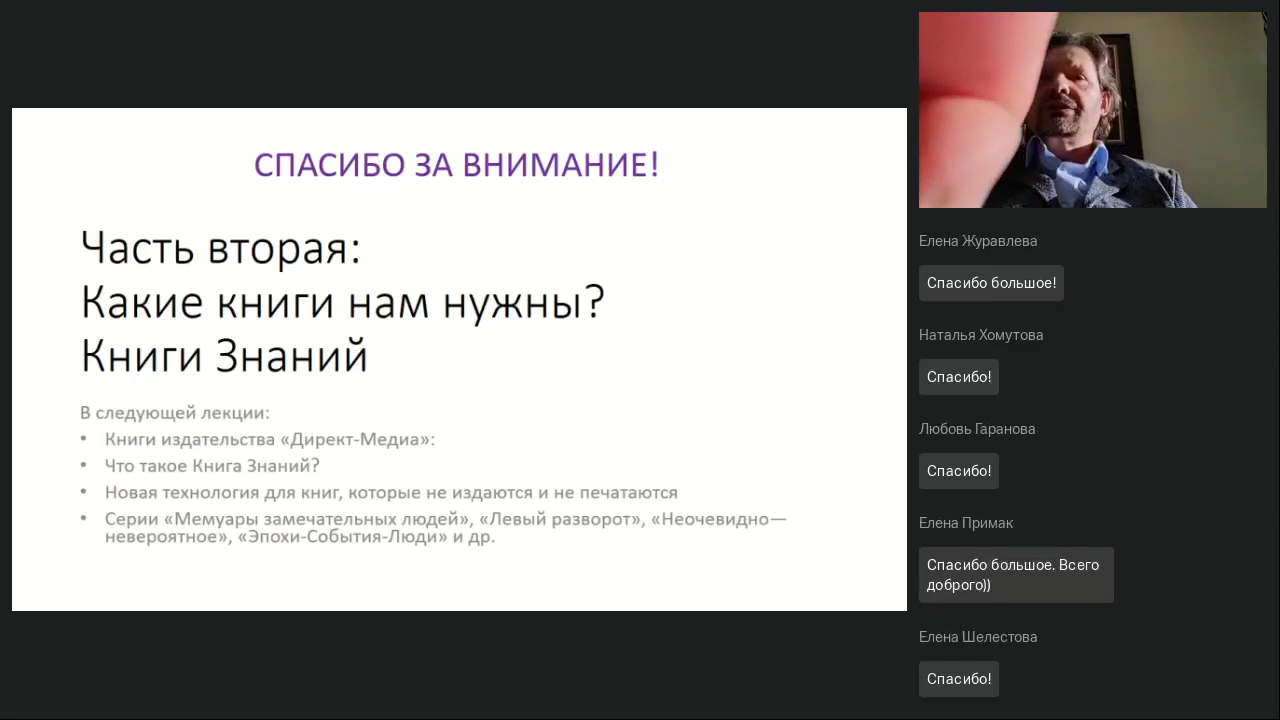 СПАСИБО ЗА ВНИМАНИЕ!
Часть вторая:
Какие книги нам нужны?
Книги Знаний
В следующей лекции:
• Книги издательства «Директ-Медиа»:
• Что такое Книга Знаний?
• Новая технология для книг, которые не издаются и не печатаются
• Серии «Мемуары замечательных людей», «Левый разворот», «Неочевидно—
невероятное», «Эпохи-События-Люди» и др.
Елена Журавлева
Спасибо большое!
Наталья Хомутова
Спасибо!
Любовь Гаранова
Спасибо!
Елена Примак
Спасибо большое. Всего
доброго))
Елена Шелестова
Спасибо!